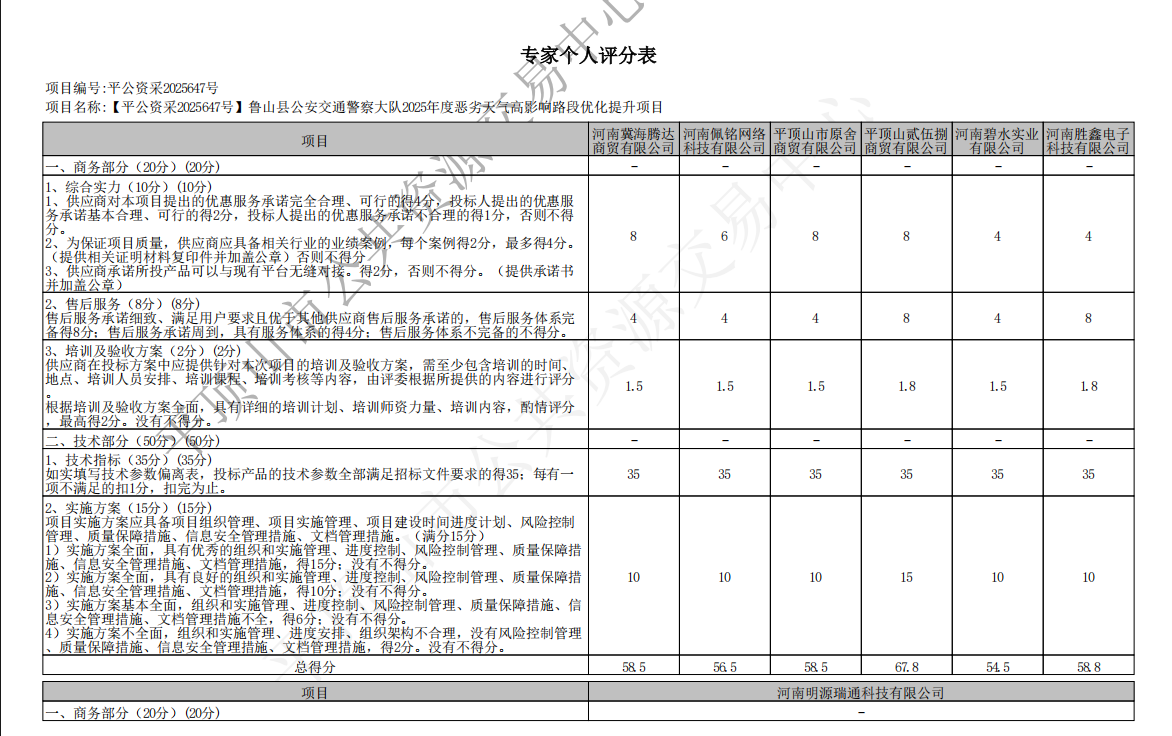 专家个人评分表
项目编号:平公资采2025647号
项目名称:【平公资采2025647号】鲁山县公安交通警察大队2025年度恶劣天气高影响路段优化提升项目
项目 河南冀海腾达商贸有限公司 河南佩铭网络科技有限公司 平顶山市原舍商贸有限公司 平顶山贰伍捌商贸有限公司 河南碧水实业有限公司 河南胜鑫电子科技有限公司
一、商务部分（20分）(20分) － － － － － －
1、综合实力（10分）(10分)
1、供应商对本项目提出的优惠服务承诺完全合理、可行的得4分，投标人提出的优惠服
务承诺基本合理、可行的得2分，投标人提出的优惠服务承诺不合理的得1分，否则不得
分。
2、为保证项目质量，供应商应具备相关行业的业绩案例，每个案例得2分，最多得4分。
（提供相关证明材料复印件并加盖公章）否则不得分
3、供应商承诺所投产品可以与现有平台无缝对接。得2分，否则不得分。（提供承诺书
并加盖公章）
8 6 8 8 4 4
2、售后服务（8分）(8分)
售后服务承诺细致、满足用户要求且优于其他供应商售后服务承诺的，售后服务体系完
备得8分；售后服务承诺周到，具有服务体系的得4分；售后服务体系不完备的不得分。
4 4 4 8 4 8
3、培训及验收方案（2分）(2分)
供应商在投标方案中应提供针对本次项目的培训及验收方案，需至少包含培训的时间、
地点、培训人员安排、培训课程、培训考核等内容，由评委根据所提供的内容进行评分
。
根据培训及验收方案全面，具有详细的培训计划、培训师资力量、培训内容，酌情评分
，最高得2分。没有不得分。
1.5 1.5 1.5 1.8 1.5 1.8
二、技术部分（50分）(50分) － － － － － －
1、技术指标（35分）(35分)
如实填写技术参数偏离表，投标产品的技术参数全部满足招标文件要求的得35；每有一
项不满足的扣1分，扣完为止。
35 35 35 35 35 35
2、实施方案（15分）(15分)
项目实施方案应具备项目组织管理、项目实施管理、项目建设时间进度计划、风险控制
管理、质量保障措施、信息安全管理措施、文档管理措施。（满分15分）
1）实施方案全面，具有优秀的组织和实施管理、进度控制、风险控制管理、质量保障措
施、信息安全管理措施、文档管理措施，得15分；没有不得分。
2）实施方案全面，具有良好的组织和实施管理、进度控制、风险控制管理、质量保障措
施、信息安全管理措施、文档管理措施，得10分；没有不得分。
3）实施方案基本全面，组织和实施管理、进度控制、风险控制管理、质量保障措施、信
息安全管理措施、文档管理措施不全，得6分；没有不得分。
4）实施方案不全面，组织和实施管理、进度安排、组织架构不合理，没有风险控制管理
、质量保障措施、信息安全管理措施、文档管理措施，得2分。没有不得分。
10 10 10 15 10 10
总得分 58.5 56.5 58.5 67.8 54.5 58.8
项目 河南明源瑞通科技有限公司
一、商务部分（20分）(20分) －
平顶山市公共资源交易中心
平顶山市公共资源交易中心